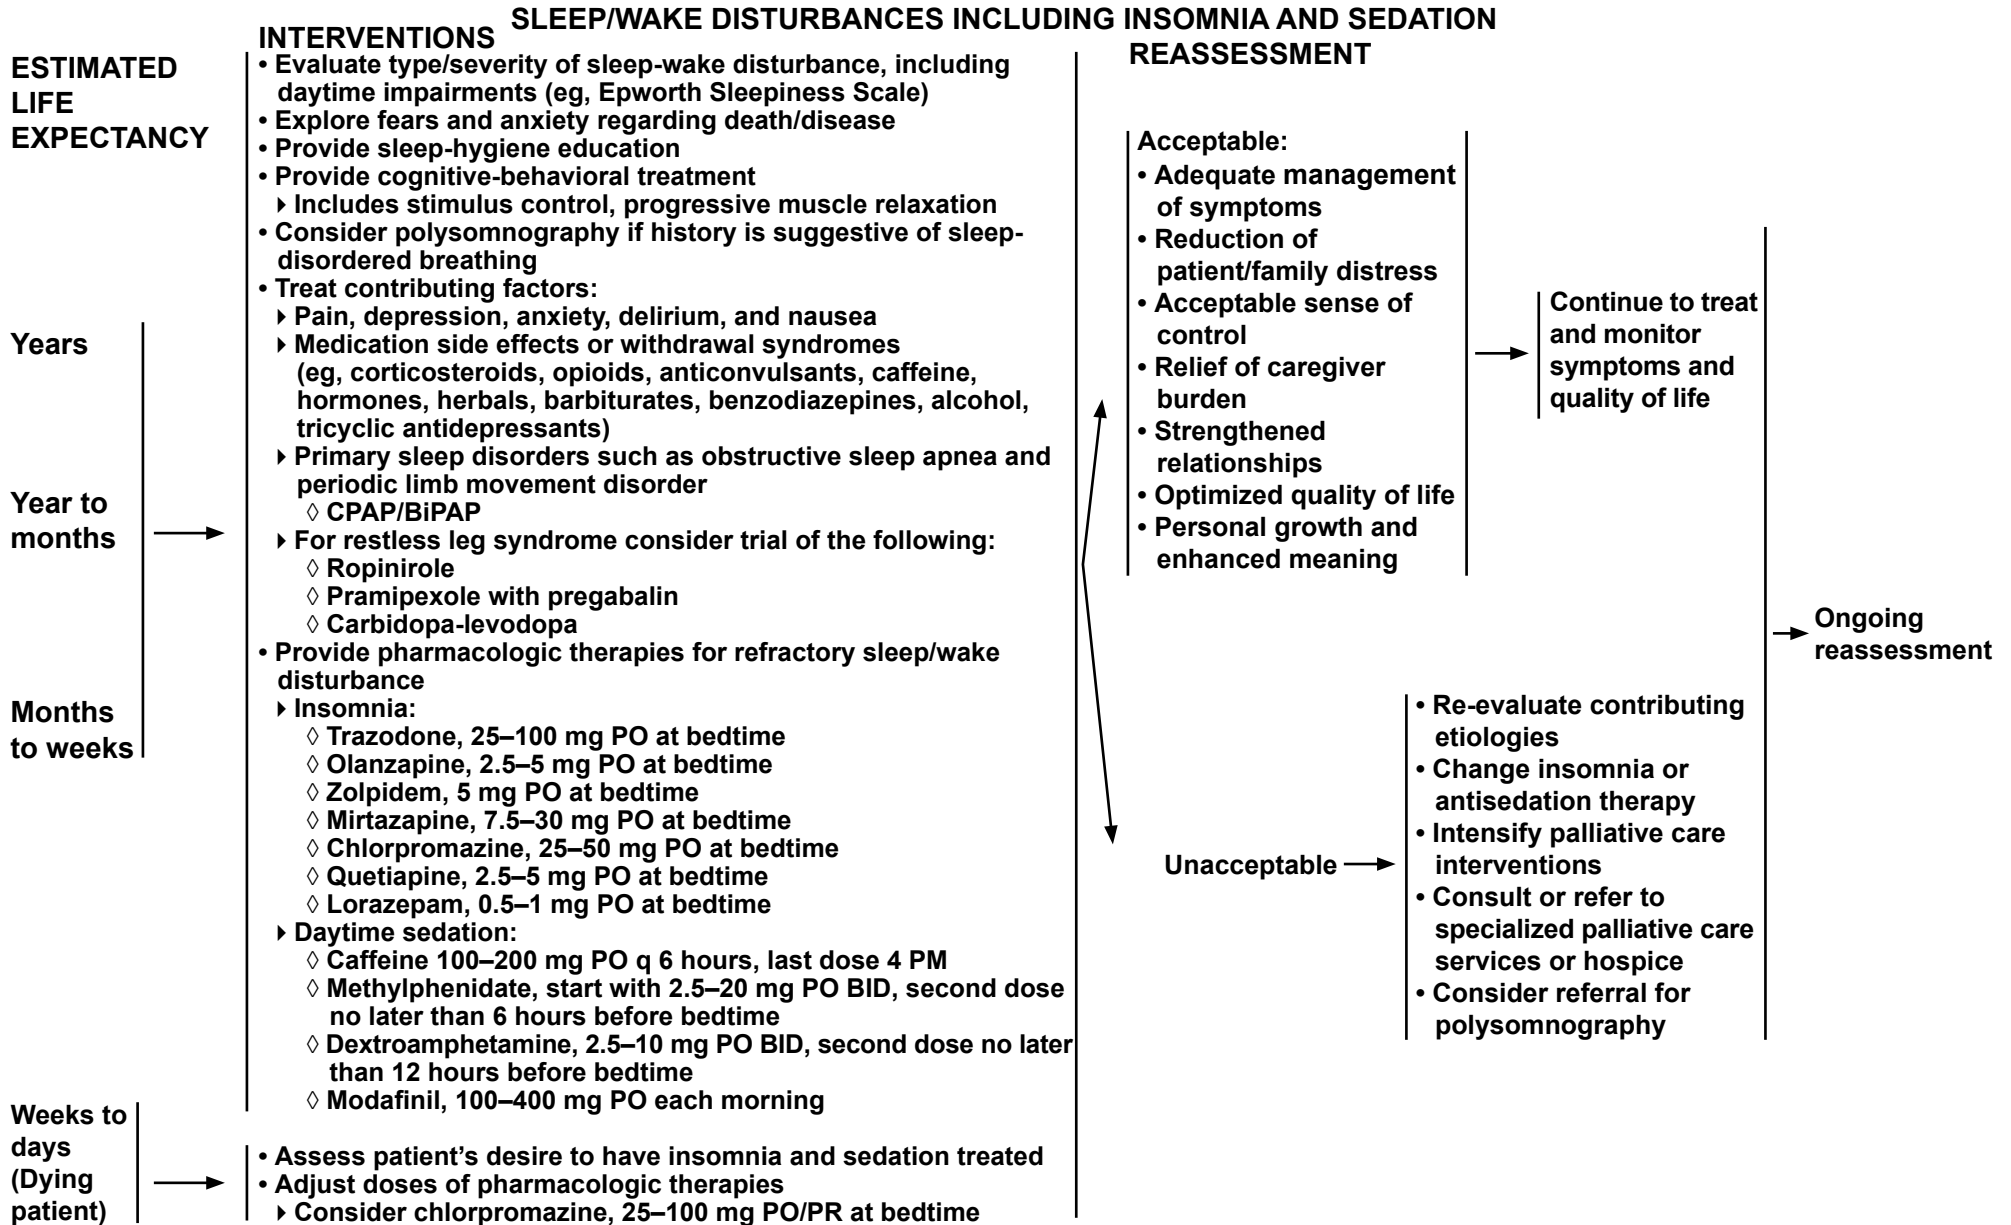 SLEEP/WAKE DISTURBANCES INCLUDING INSOMNIA AND SEDATION
ESTIMATED
LIFE
EXPECTANCY
Years
Year to
months
Months
to weeks
INTERVENTIONS
• Evaluate type/severity of sleep-wake disturbance, including
daytime impairments (eg, Epworth Sleepiness Scale)
• Explore fears and anxiety regarding death/disease
• Provide sleep-hygiene education
• Provide cognitive-behavioral treatment
▸ Includes stimulus control, progressive muscle relaxation
• Consider polysomnography if history is suggestive of sleep-
disordered breathing
• Treat contributing factors:
▸ Pain, depression, anxiety, delirium, and nausea
▸ Medication side effects or withdrawal syndromes
(eg, corticosteroids, opioids, anticonvulsants, caffeine,
hormones, herbals, barbiturates, benzodiazepines, alcohol,
tricyclic antidepressants)
▸ Primary sleep disorders such as obstructive sleep apnea and
periodic limb movement disorder
◊ CPAP/BiPAP
▸ For restless leg syndrome consider trial of the following:
◊ Ropinirole
◊ Pramipexole with pregabalin
◊ Carbidopa-levodopa
• Provide pharmacologic therapies for refractory sleep/wake
disturbance
▸ Insomnia:
◊ Trazodone, 25–100 mg PO at bedtime
◊ Olanzapine, 2.5–5 mg PO at bedtime
◊ Zolpidem, 5 mg PO at bedtime
◊ Mirtazapine, 7.5–30 mg PO at bedtime
◊ Chlorpromazine, 25–50 mg PO at bedtime
◊ Quetiapine, 2.5–5 mg PO at bedtime
◊ Lorazepam, 0.5–1 mg PO at bedtime
▸ Daytime sedation:
◊ Caffeine 100–200 mg PO q 6 hours, last dose 4 PM
◊ Methylphenidate, start with 2.5–20 mg PO BID, second dose
no later than 6 hours before bedtime
◊ Dextroamphetamine, 2.5–10 mg PO BID, second dose no later
than 12 hours before bedtime
◊ Modafinil, 100–400 mg PO each morning
Weeks to
days
(Dying
patient)
• Assess patient’s desire to have insomnia and sedation treated
• Adjust doses of pharmacologic therapies
▸ Consider chlorpromazine, 25–100 mg PO/PR at bedtime
REASSESSMENT
Acceptable:
• Adequate management
of symptoms
• Reduction of
patient/family distress
• Acceptable sense of
control
• Relief of caregiver
burden
• Strengthened
relationships
• Optimized quality of life
• Personal growth and
enhanced meaning
Continue to treat
and monitor
symptoms and
quality of life
Unacceptable
• Re-evaluate contributing
etiologies
• Change insomnia or
antisedation therapy
• Intensify palliative care
interventions
• Consult or refer to
specialized palliative care
services or hospice
• Consider referral for
polysomnography
Ongoing
reassessment